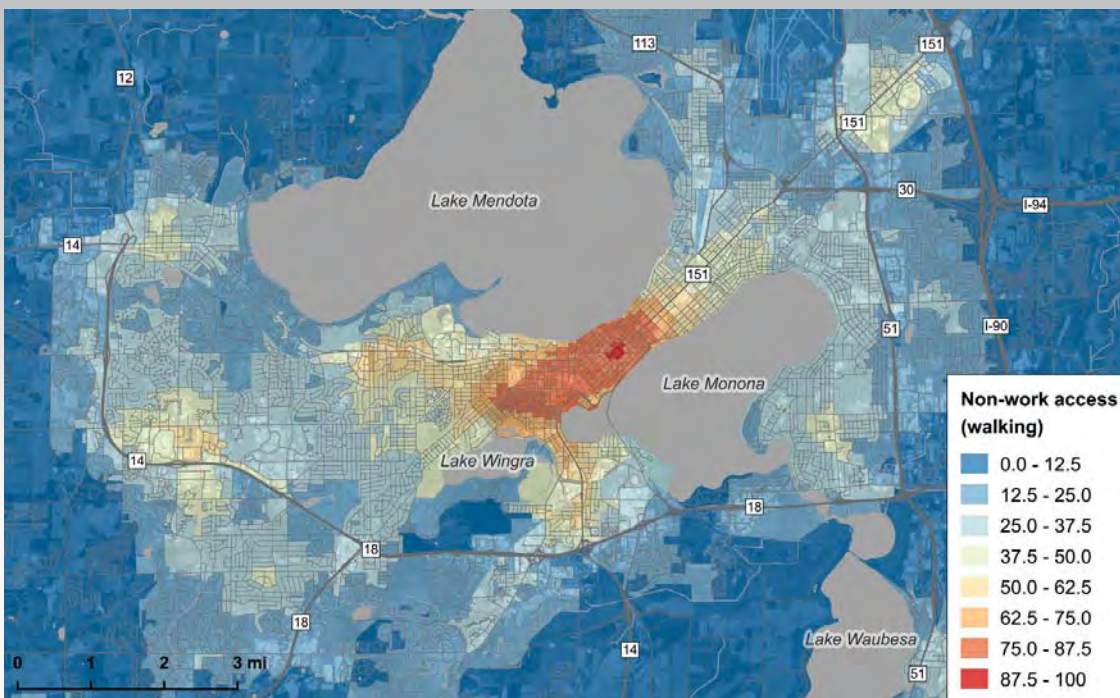 113
151
12
151
151
Lake Mendota
30
I-94
14
151
51
I-90
Lake Monona
Non-work access
(walking)
0.0 - 12.5
12.5 - 25.0
25.0 - 37.5
37.5 - 50.0
50.0 - 62.5
62.5 - 75.0
75.0 - 87.5
87.5 - 100
14
Lake Wingra
18
18
18
14
Lake Waubesa
51
0 1 2 3 mi